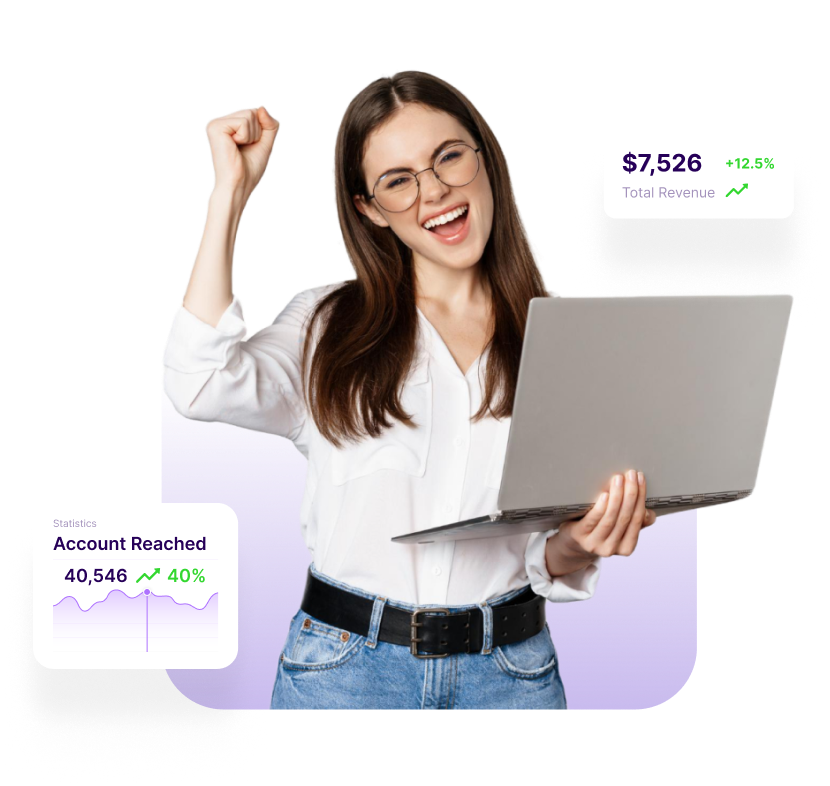 $7,526 +12.5%
Total Revenue
Statistics
Account Reached
40,546 40%